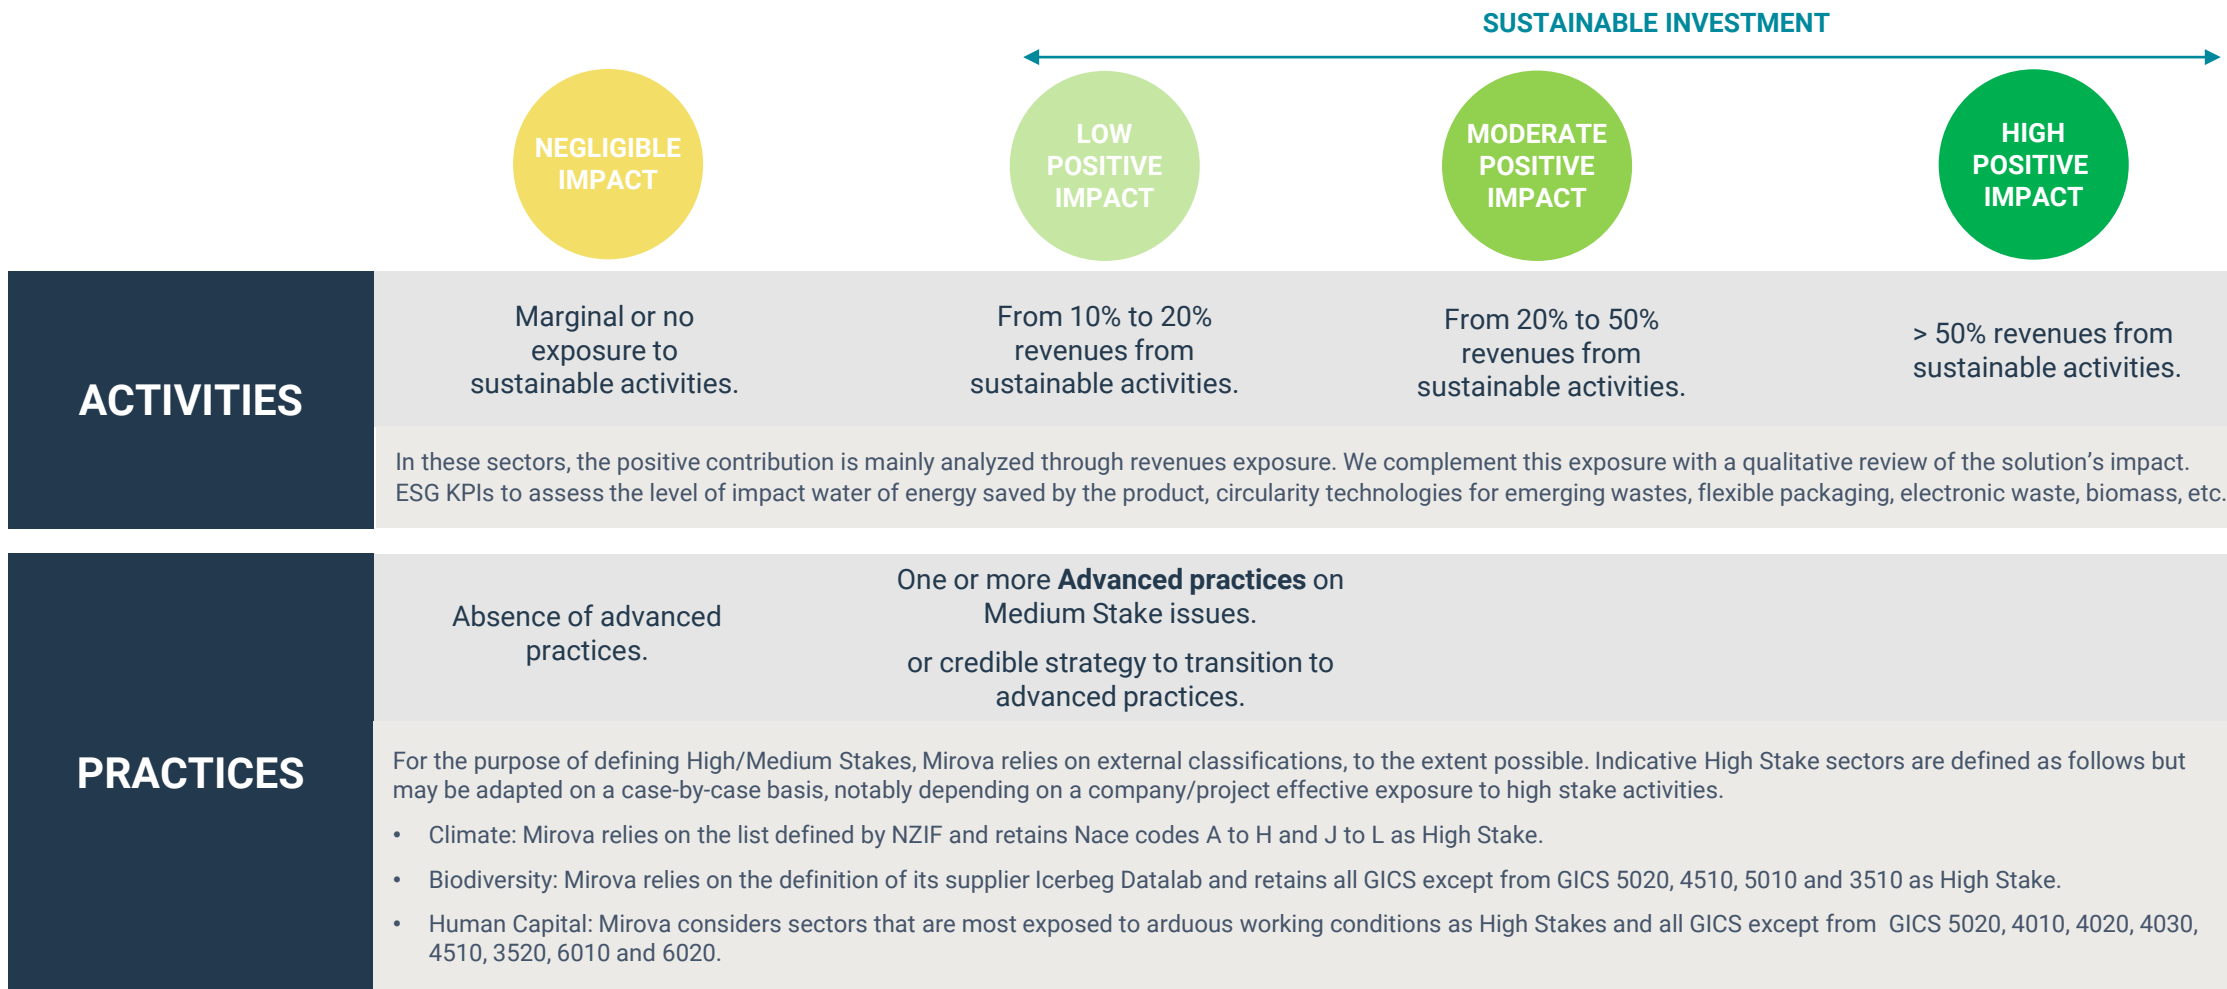 SUSTAINABLE INVESTMENT
NEGLIGIBLE
IMPACT
LOW
POSITIVE
IMPACT
MODERATE
POSITIVE
IMPACT
HIGH
POSITIVE
IMPACT
ACTIVITIES
Marginal or no
exposure to
sustainable activities.
From 10% to 20%
revenues from
sustainable activities.
From 20% to 50%
revenues from
sustainable activities.
> 50% revenues from
sustainable activities.
In these sectors, the positive contribution is mainly analyzed through revenues exposure. We complement this exposure with a qualitative review of the solution's impact.
ESG KPIs to assess the level of impact water of energy saved by the product, circularity technologies for emerging wastes, flexible packaging, electronic waste, biomass, etc.
PRACTICES
Absence of advanced
practices.
One or more Advanced practices on
Medium Stake issues.
or credible strategy to transition to
advanced practices.
For the purpose of defining High/Medium Stakes, Mirova relies on external classifications, to the extent possible. Indicative High Stake sectors are defined as follows but
may be adapted on a case-by-case basis, notably depending on a company/project effective exposure to high stake activities.
• Climate: Mirova relies on the list defined by NZIF and retains Nace codes A to H and J to L as High Stake.
• Biodiversity: Mirova relies on the definition of its supplier Icerbeg Datalab and retains all GICS except from GICS 5020, 4510, 5010 and 3510 as High Stake.
• Human Capital: Mirova considers sectors that are most exposed to arduous working conditions as High Stakes and all GICS except from GICS 5020, 4010, 4020, 4030,
4510, 3520, 6010 and 6020.